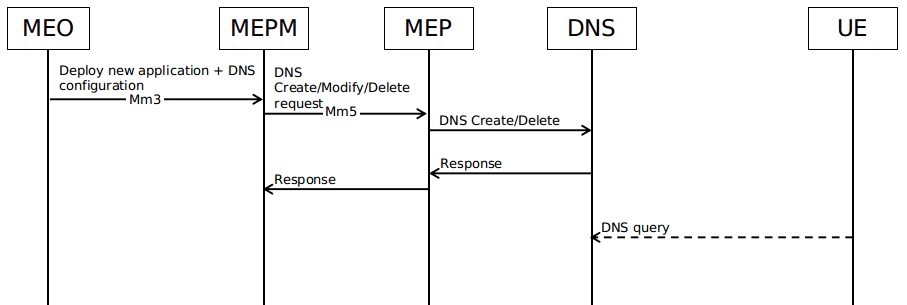 MEO
MEPM
MEP
DNS
UE
Deploy new application + DNS
configuration
Mm3
DNS
Create/Modify/Delete
request
Mm5
DNS Create/Delete
Response
Response
DNS query